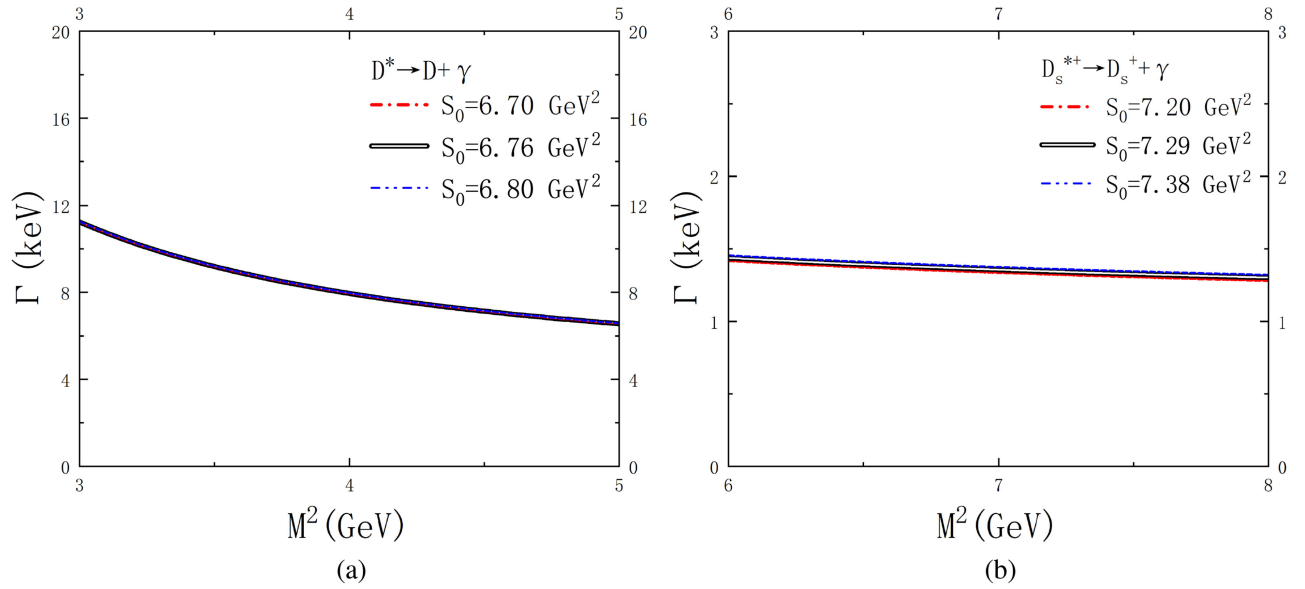 3 4 5
20 20
D*→D+ γ
S₀=6.70 GeV²
16 16
S₀=6.76 GeV²
S₀=6.80 GeV²
12 12
Γ (keV)
8 8
4 4
0 0
3 4 5
M²(GeV)
(a)
6 7 8
3 3
D_s*⁺→D_s⁺+ γ
S₀=7.20 GeV²
S₀=7.29 GeV²
S₀=7.38 GeV²
2 2
Γ (keV)
1 1
0 0
6 7 8
M²(GeV)
(b)